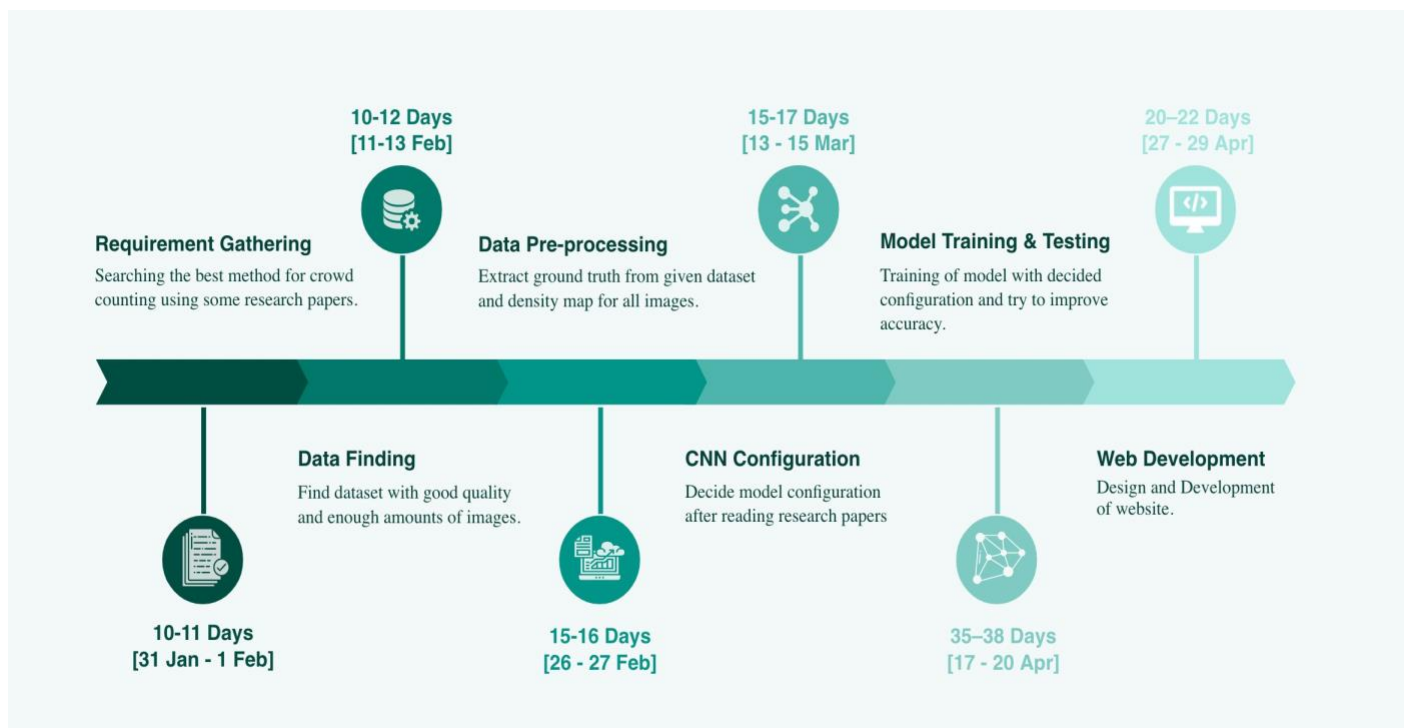 10-12 Days
[11-13 Feb]
15-17 Days
[13 - 15 Mar]
20–22 Days
[27 - 29 Apr]
Requirement Gathering
Searching the best method for crowd
counting using some research papers.
Data Pre-processing
Extract ground truth from given dataset
and density map for all images.
Model Training & Testing
Training of model with decided
configuration and try to improve
accuracy.
Data Finding
Find dataset with good quality
and enough amounts of images.
CNN Configuration
Decide model configuration
after reading research papers
Web Development
Design and Development
of website.
10-11 Days
[31 Jan - 1 Feb]
15-16 Days
[26 - 27 Feb]
35–38 Days
[17 - 20 Apr]